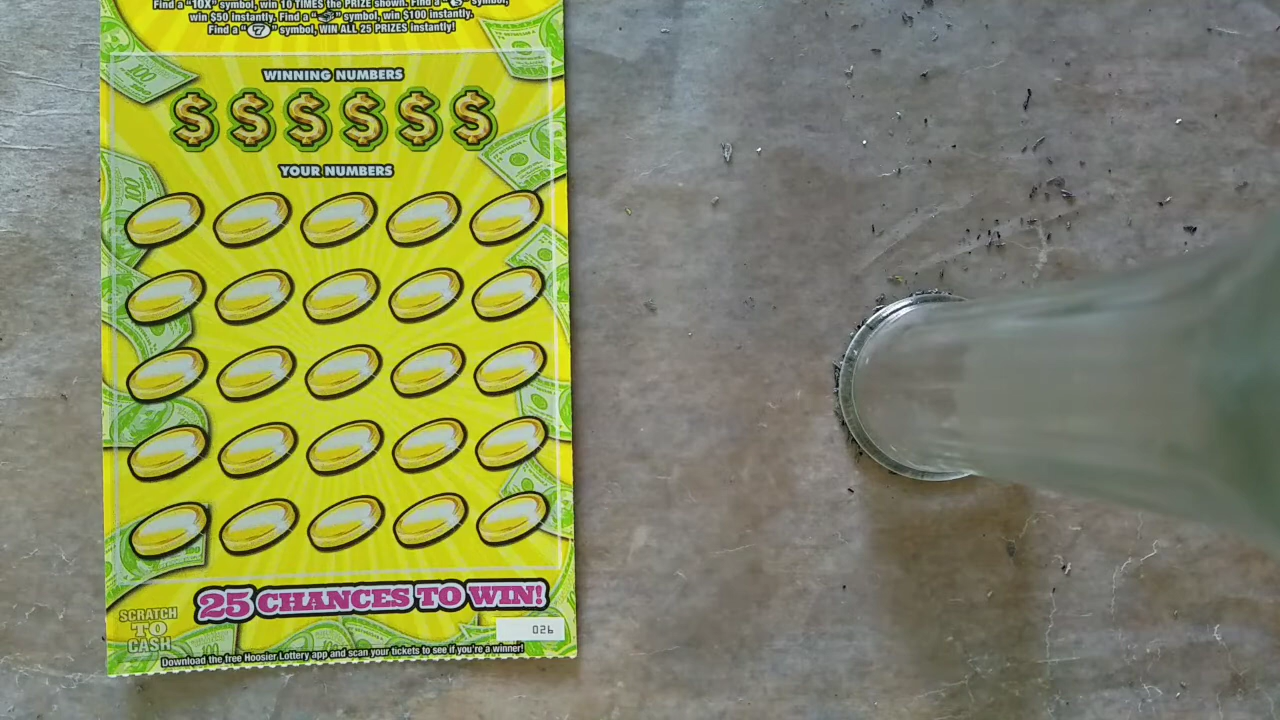 Find a "10X" symbol, win 10 TIMES the PRIZE shown. Find a " " symbol,
win $50 instantly. Find a " " symbol, win $100 instantly.
Find a "7" symbol, WIN ALL 25 PRIZES instantly!
WINNING NUMBERS
$ $ $ $ $ $
YOUR NUMBERS
25 CHANCES TO WIN!
SCRATCH
TO
CASH
026
Download the free Hoosier Lottery app and scan your tickets to see if you're a winner!